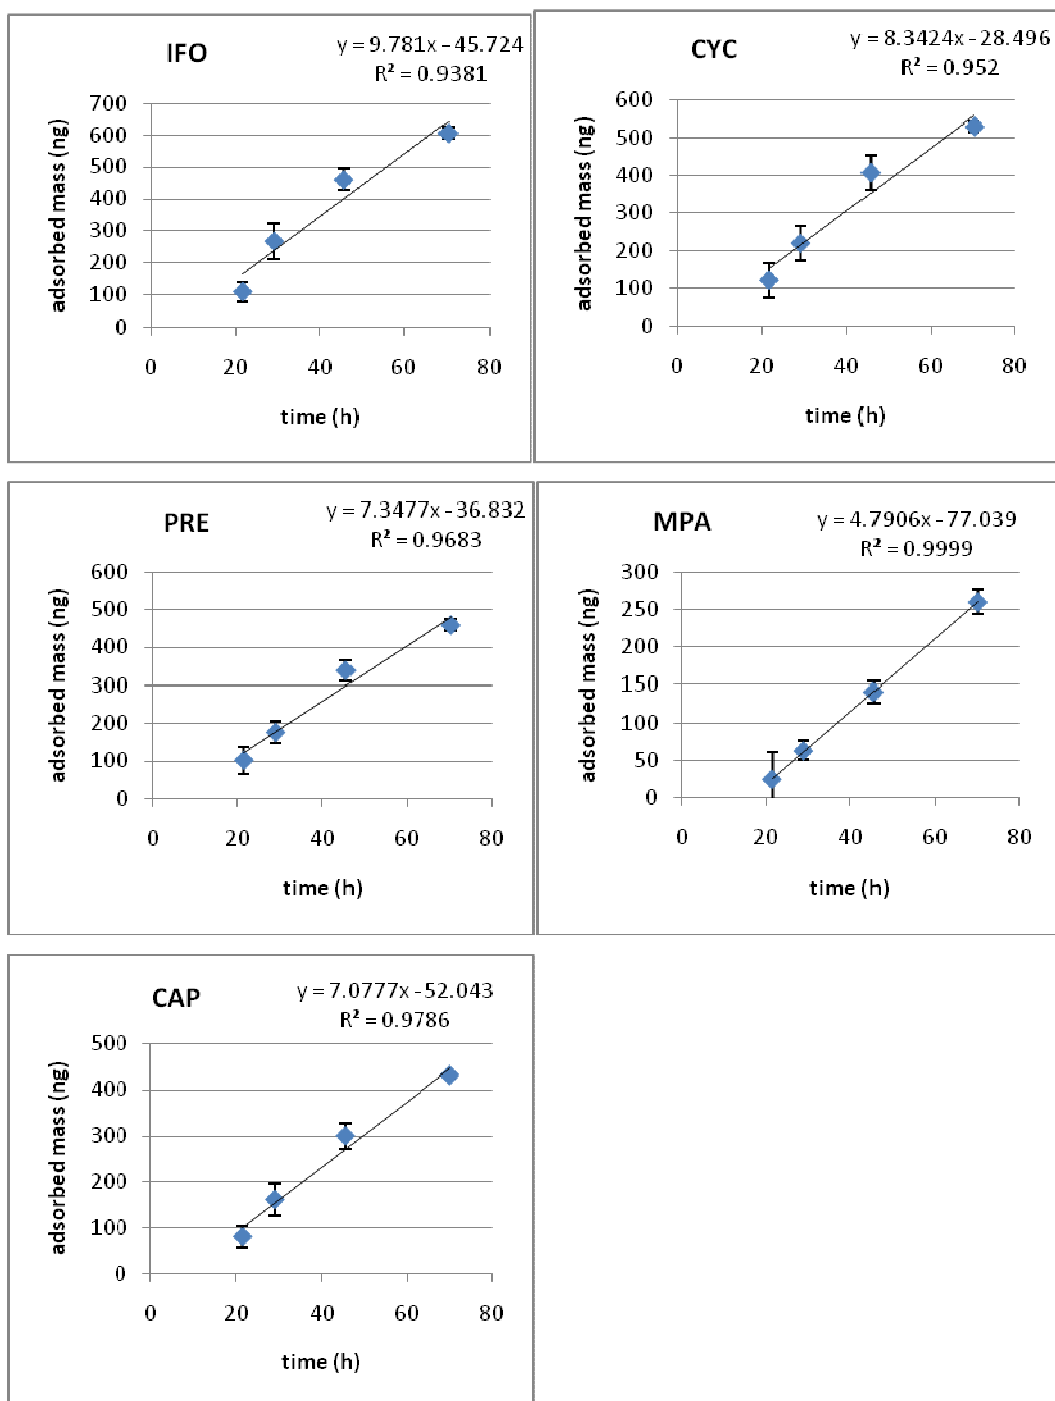 IFO
y = 9.781x - 45.724
R² = 0.9381
adsorbed mass (ng)
700
600
500
400
300
200
100
0
0 20 40 60 80
time (h)
CYC
y = 8.3424x - 28.496
R² = 0.952
adsorbed mass (ng)
600
500
400
300
200
100
0
0 20 40 60 80
time (h)
PRE
y = 7.3477x - 36.832
R² = 0.9683
adsorbed mass (ng)
600
500
400
300
200
100
0
0 20 40 60 80
time (h)
MPA
y = 4.7906x - 77.039
R² = 0.9999
adsorbed mass (ng)
300
250
200
150
100
50
0
0 20 40 60 80
time (h)
CAP
y = 7.0777x - 52.043
R² = 0.9786
adsorbed mass (ng)
500
400
300
200
100
0
0 20 40 60 80
time (h)